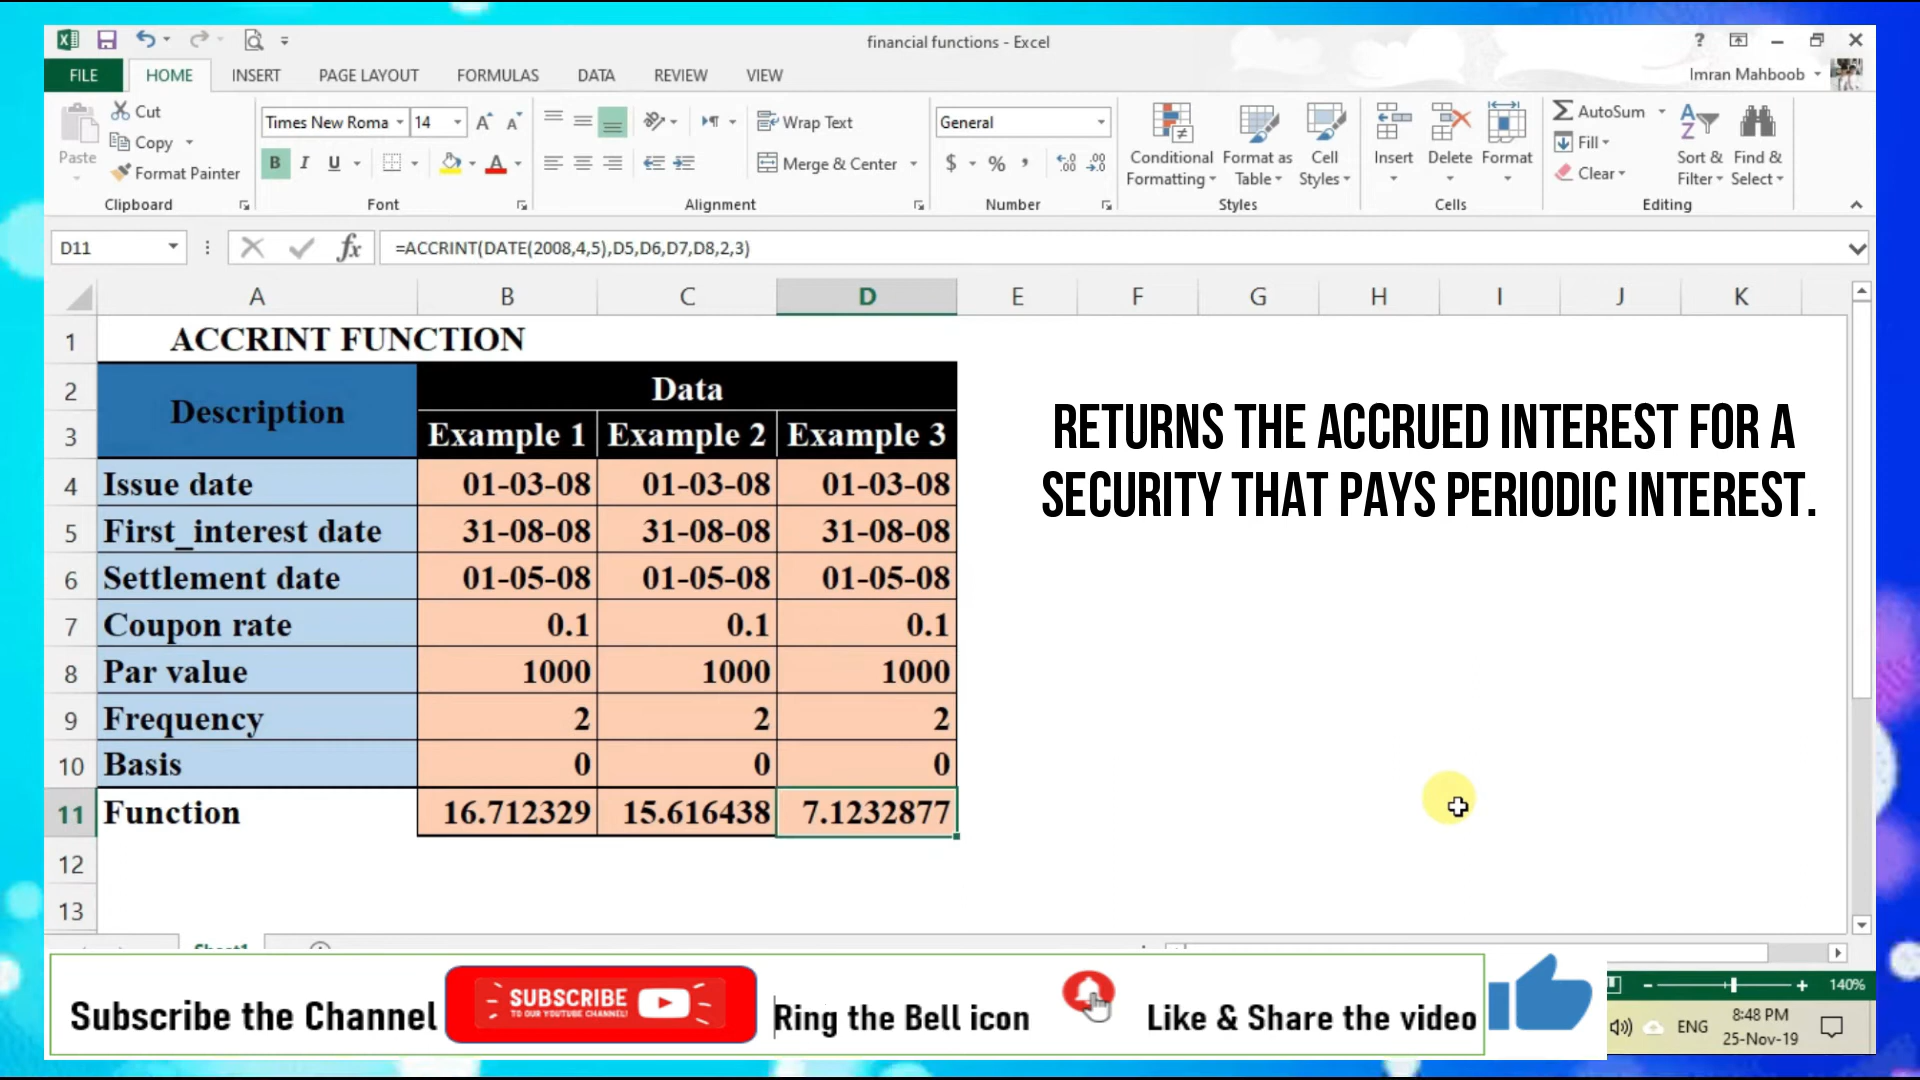 financial functions - Excel
?
FILE HOME INSERT PAGE LAYOUT FORMULAS DATA REVIEW VIEW
Imran Mahboob
Paste
Cut
Copy
Format Painter
Clipboard
Times New Roma 14
B I U
Font
Wrap Text
Merge & Center
Alignment
General
$ % ,
Number
Conditional Formatting
Format as Table
Cell Styles
Styles
Insert Delete Format
Cells
AutoSum
Fill
Clear
Sort & Filter
Find & Select
Editing
D11 fx =ACCRINT(DATE(2008,4,5),D5,D6,D7,D8,2,3)
A B C D E F G H I J K
1 ACCRINT FUNCTION
2 Description Data
3 Example 1 Example 2 Example 3
4 Issue date 01-03-08 01-03-08 01-03-08
5 First_interest date 31-08-08 31-08-08 31-08-08
6 Settlement date 01-05-08 01-05-08 01-05-08
7 Coupon rate 0.1 0.1 0.1
8 Par value 1000 1000 1000
9 Frequency 2 2 2
10 Basis 0 0 0
11 Function 16.712329 15.616438 7.1232877
12
13
RETURNS THE ACCRUED INTEREST FOR A
SECURITY THAT PAYS PERIODIC INTEREST.
Sheet1
Subscribe the Channel
SUBSCRIBE
TO OUR YOUTUBE CHANNEL!
Ring the Bell icon
Like & Share the video
140%
ENG
8:48 PM
25-Nov-19